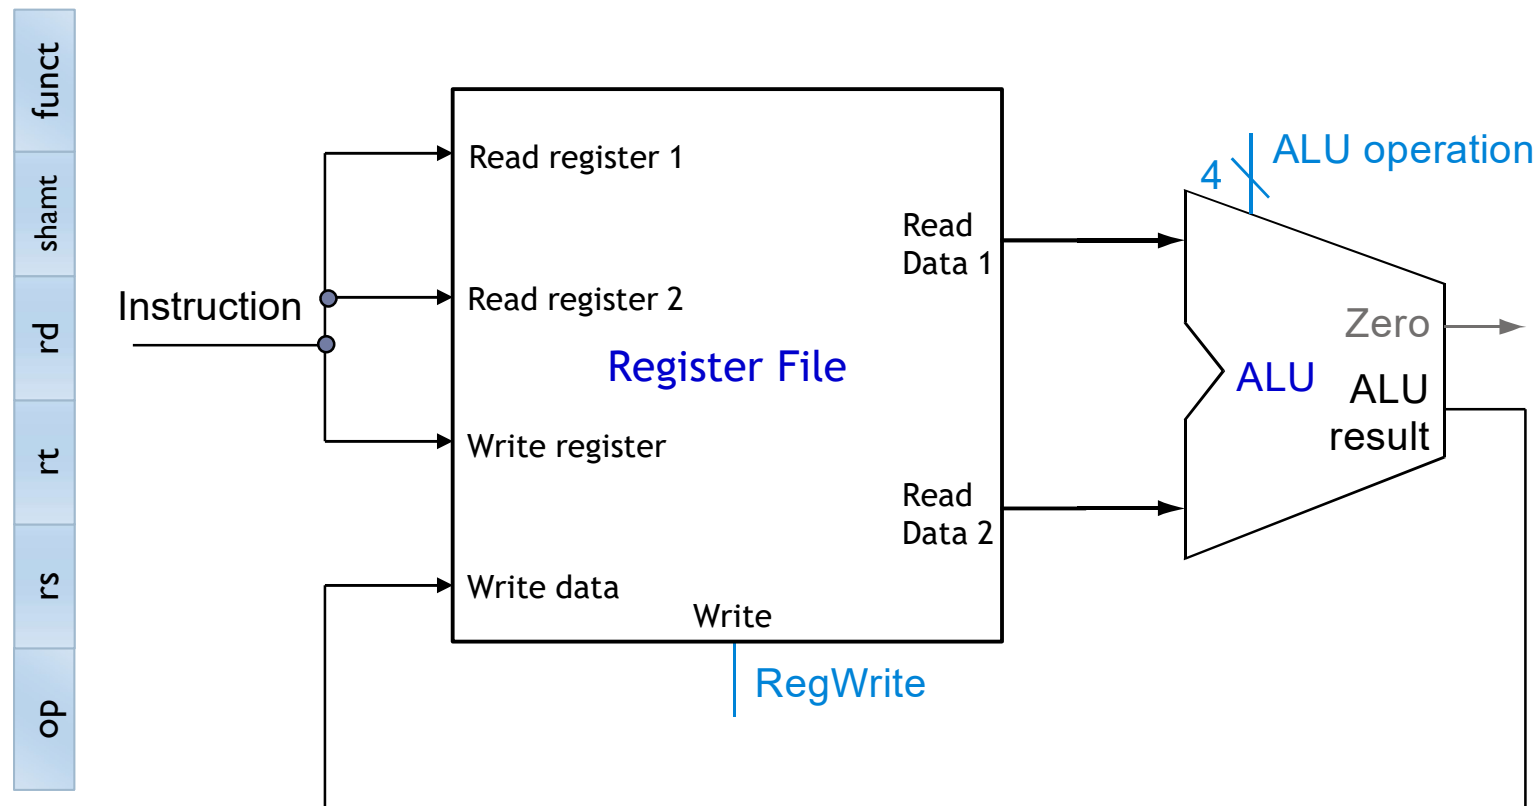 funct
shamt
rd
rt
rs
op
Instruction
Read register 1
Read register 2
Register File
Write register
Write data
Write
RegWrite
Read
Data 1
Read
Data 2
4
ALU operation
Zero
ALU
ALU
result